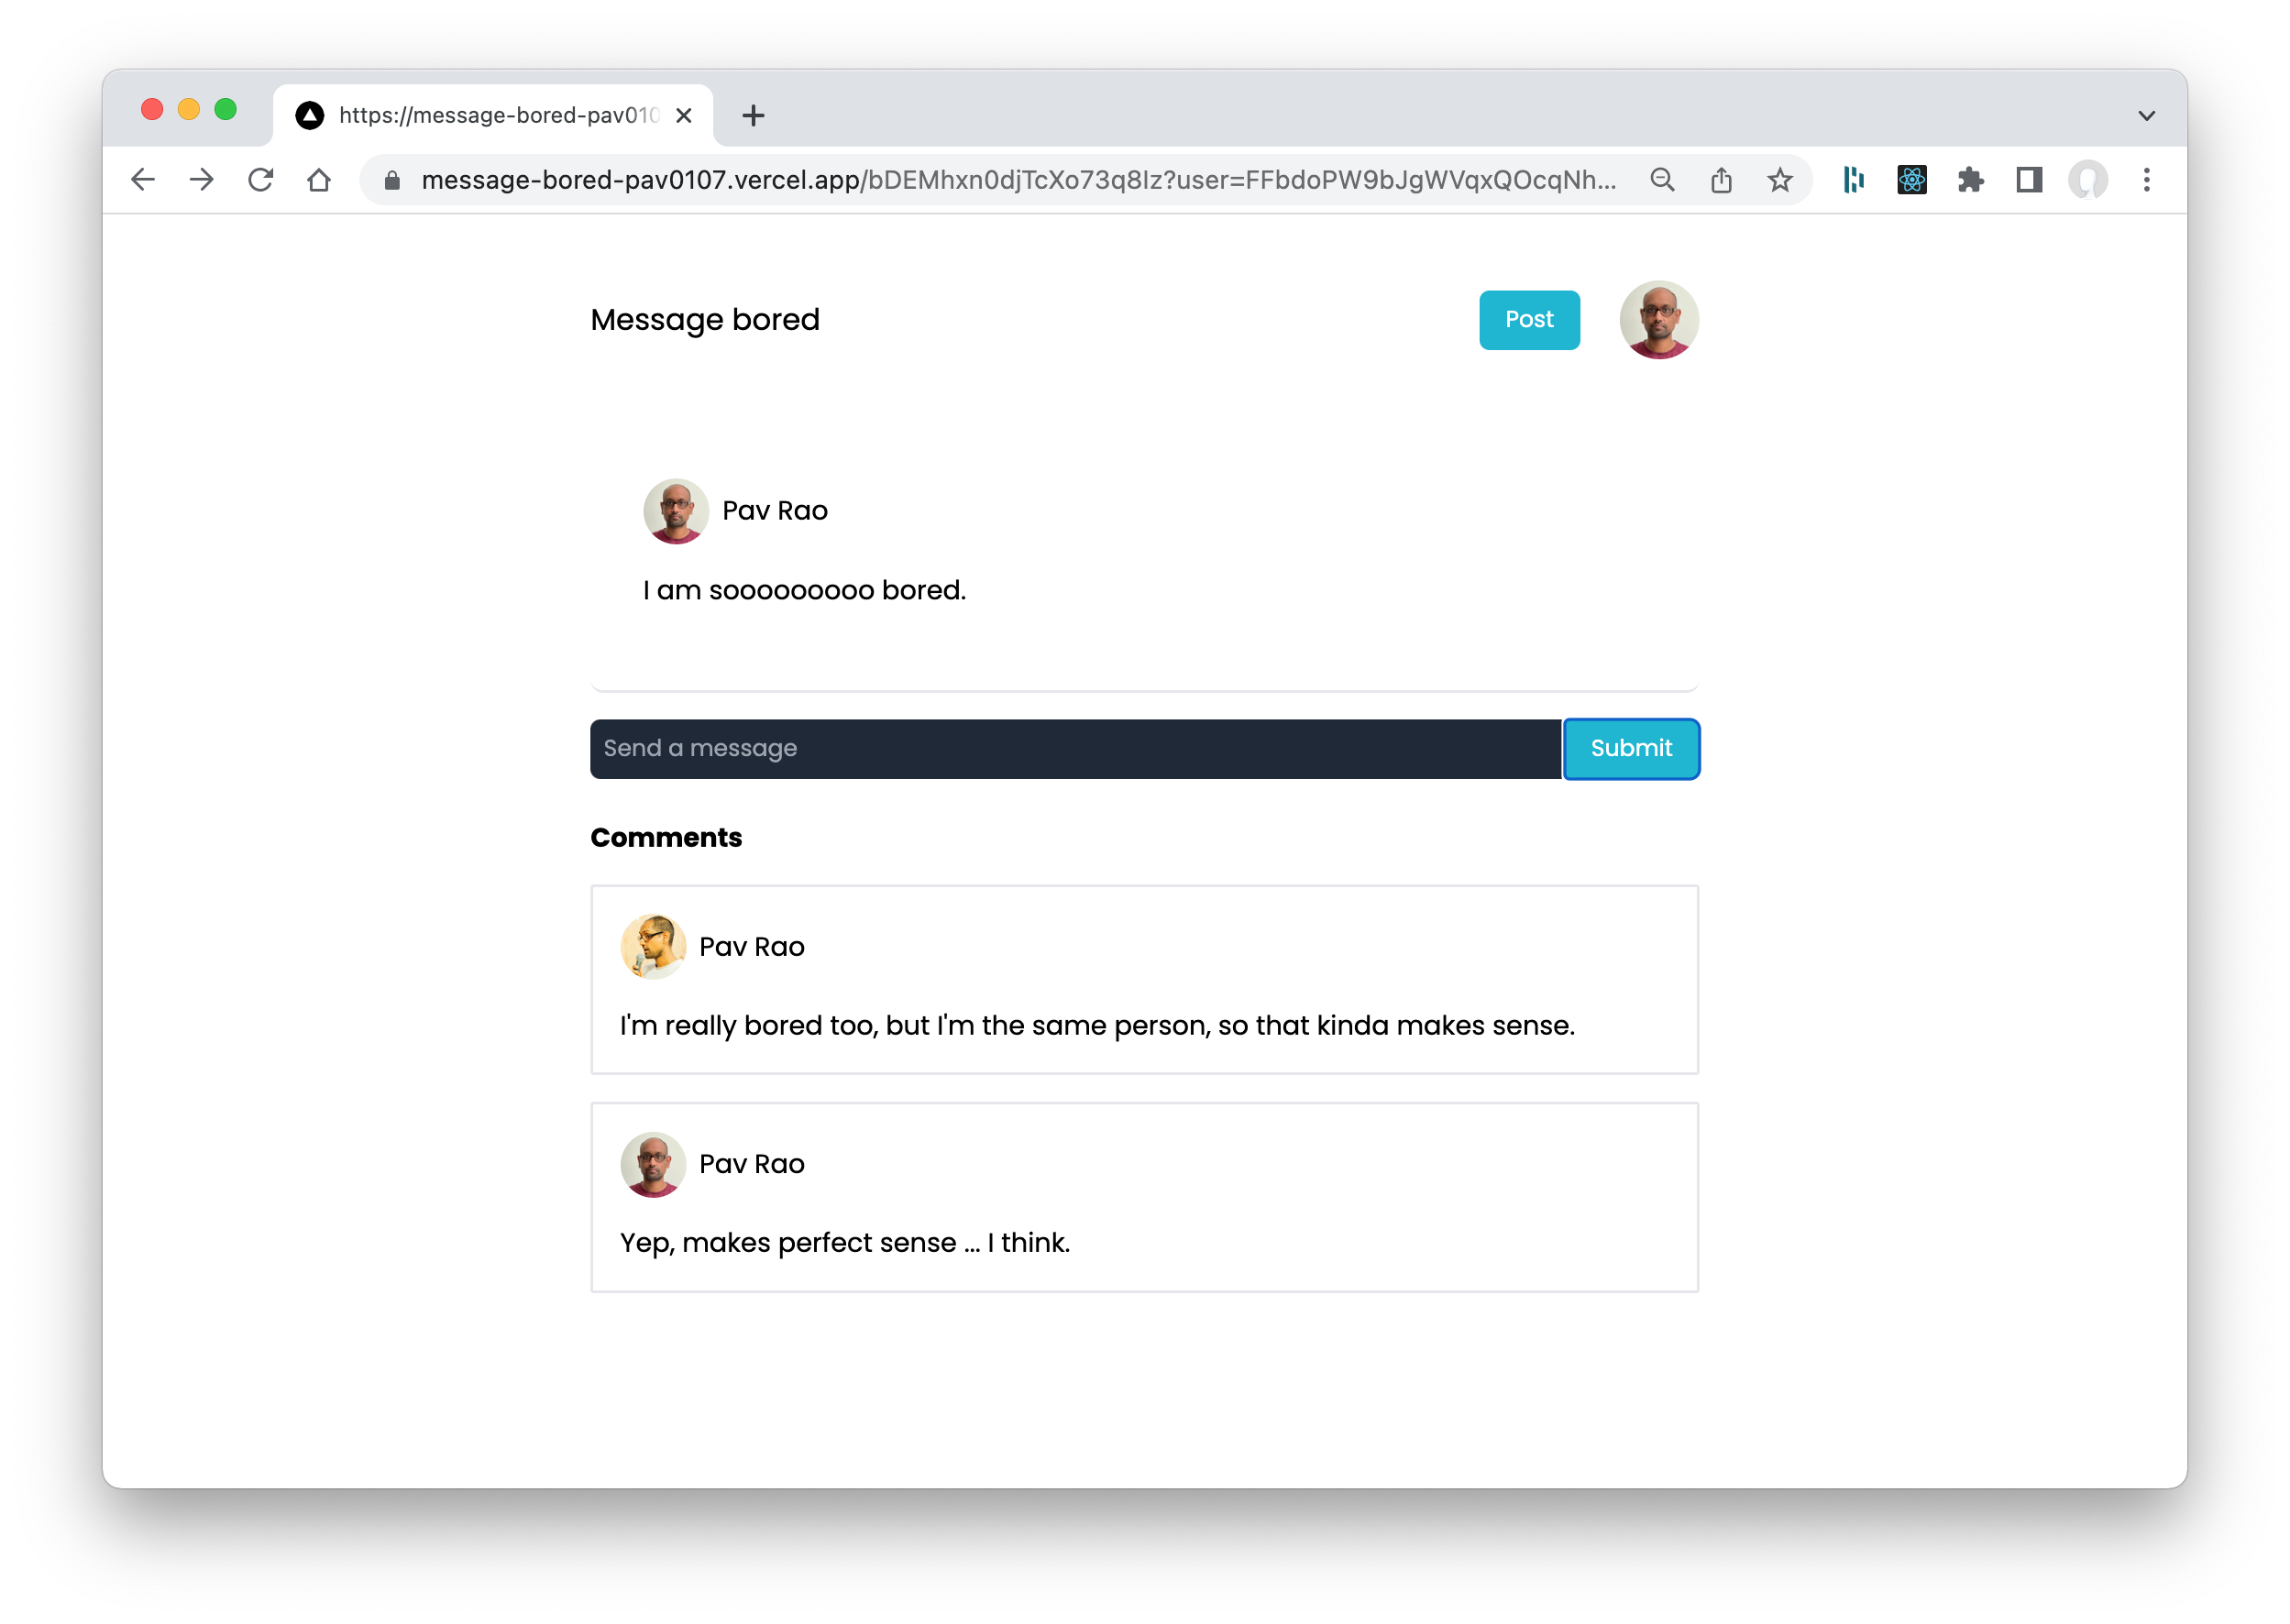 https://message-bored-pav010
message-bored-pav0107.vercel.app/bDEMhxn0djTcXo73q8Iz?user=FFbdoPW9bJgWVqxQOcqNh...
Message bored
Post
Pav Rao
I am sooooooooo bored.
Send a message
Submit
Comments
Pav Rao
I'm really bored too, but I'm the same person, so that kinda makes sense.
Pav Rao
Yep, makes perfect sense ... I think.